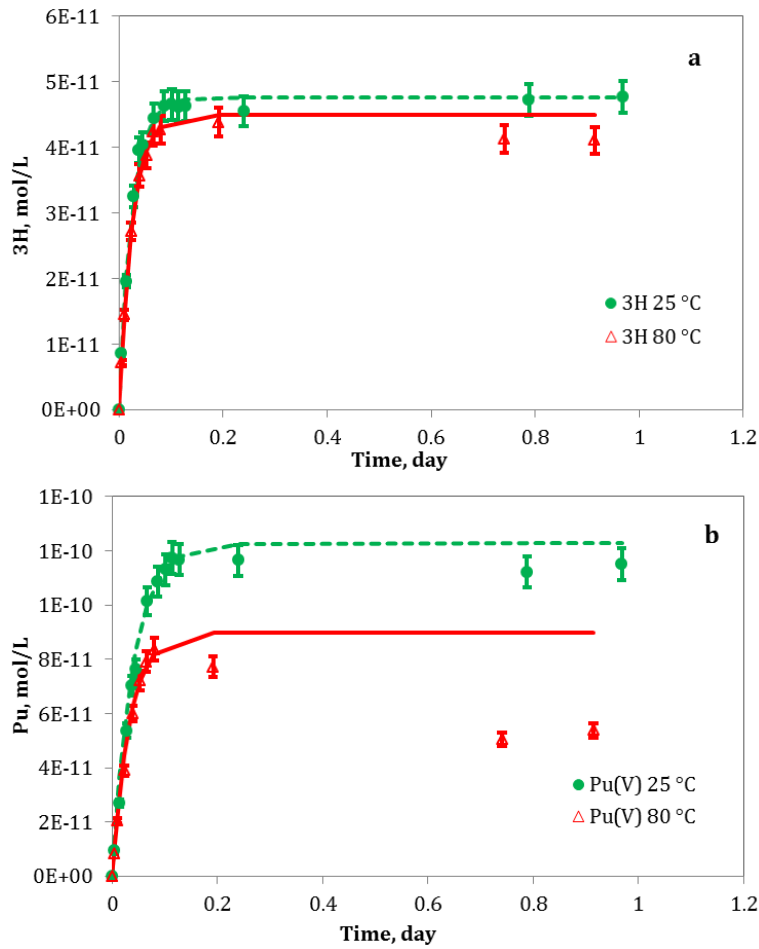 6E-11
a
5E-11
4E-11
3H, mol/L
3E-11
2E-11
3H 25 °C
3H 80 °C
1E-11
0E+00
0 0.2 0.4 0.6 0.8 1 1.2
Time, day
1E-10
b
1E-10
1E-10
Pu, mol/L
8E-11
6E-11
4E-11
Pu(V) 25 °C
Pu(V) 80 °C
2E-11
0E+00
0 0.2 0.4 0.6 0.8 1 1.2
Time, day